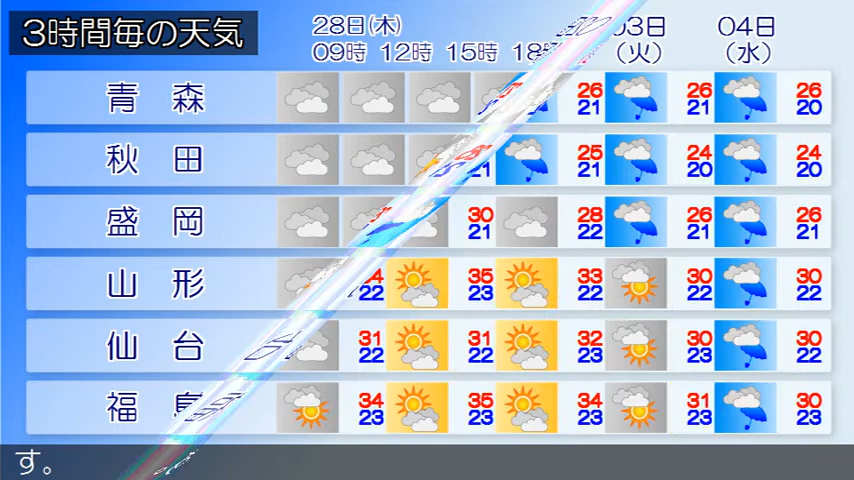 3時間毎の天気
28日(木) 03日 04日
09時 12時 15時 18時 (火) (水)
青森 26 26 26
21 21 20
秋田 25 24 24
21 21 20 20
盛岡 30 28 26 26
21 22 21 21
山形 35 33 30 30
22 23 22 22 22
仙台 31 31 32 30 30
22 22 23 23 22
福島 34 35 34 31 30
23 23 23 23 23
す。